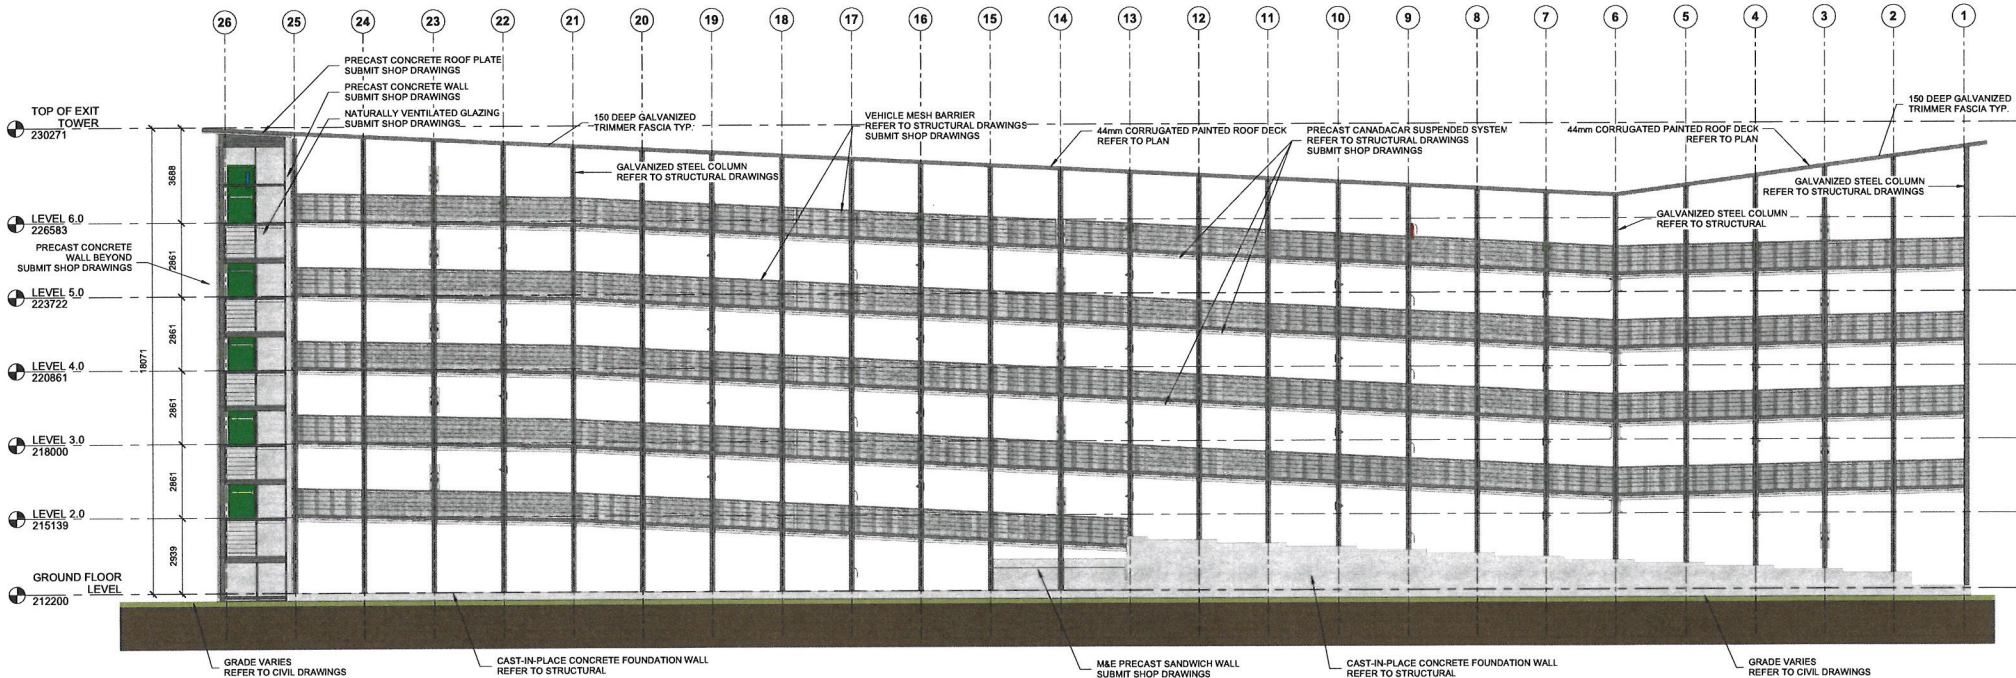 26 25 24 23 22 21 20 19 18 17 16 15 14 13 12 11 10 9 8 7 6 5 4 3 2 1
PRECAST CONCRETE ROOF PLATE
SUBMIT SHOP DRAWINGS
PRECAST CONCRETE WALL
SUBMIT SHOP DRAWINGS
NATURALLY VENTILATED GLAZING
SUBMIT SHOP DRAWINGS
150 DEEP GALVANIZED
TRIMMER FASCIA TYP.
GALVANIZED STEEL COLUMN
REFER TO STRUCTURAL DRAWINGS
VEHICLE MESH BARRIER
REFER TO STRUCTURAL DRAWINGS
SUBMIT SHOP DRAWINGS
44mm CORRUGATED PAINTED ROOF DECK
REFER TO PLAN
PRECAST CANADACAR SUSPENDED SYSTEM
REFER TO STRUCTURAL DRAWINGS
SUBMIT SHOP DRAWINGS
44mm CORRUGATED PAINTED ROOF DECK
REFER TO PLAN
150 DEEP GALVANIZED
TRIMMER FASCIA TYP.
GALVANIZED STEEL COLUMN
REFER TO STRUCTURAL DRAWINGS
GALVANIZED STEEL COLUMN
REFER TO STRUCTURAL
TOP OF EXIT
TOWER
230271
3688
LEVEL 6.0
226583
PRECAST CONCRETE
WALL BEYOND
SUBMIT SHOP DRAWINGS
2861
LEVEL 5.0
223722
2861
18071
LEVEL 4.0
220861
2861
LEVEL 3.0
218000
2861
LEVEL 2.0
215139
2939
GROUND FLOOR
LEVEL
212200
GRADE VARIES
REFER TO CIVIL DRAWINGS
CAST-IN-PLACE CONCRETE FOUNDATION WALL
REFER TO STRUCTURAL
M&E PRECAST SANDWICH WALL
SUBMIT SHOP DRAWINGS
CAST-IN-PLACE CONCRETE FOUNDATION WALL
REFER TO STRUCTURAL
GRADE VARIES
REFER TO CIVIL DRAWINGS